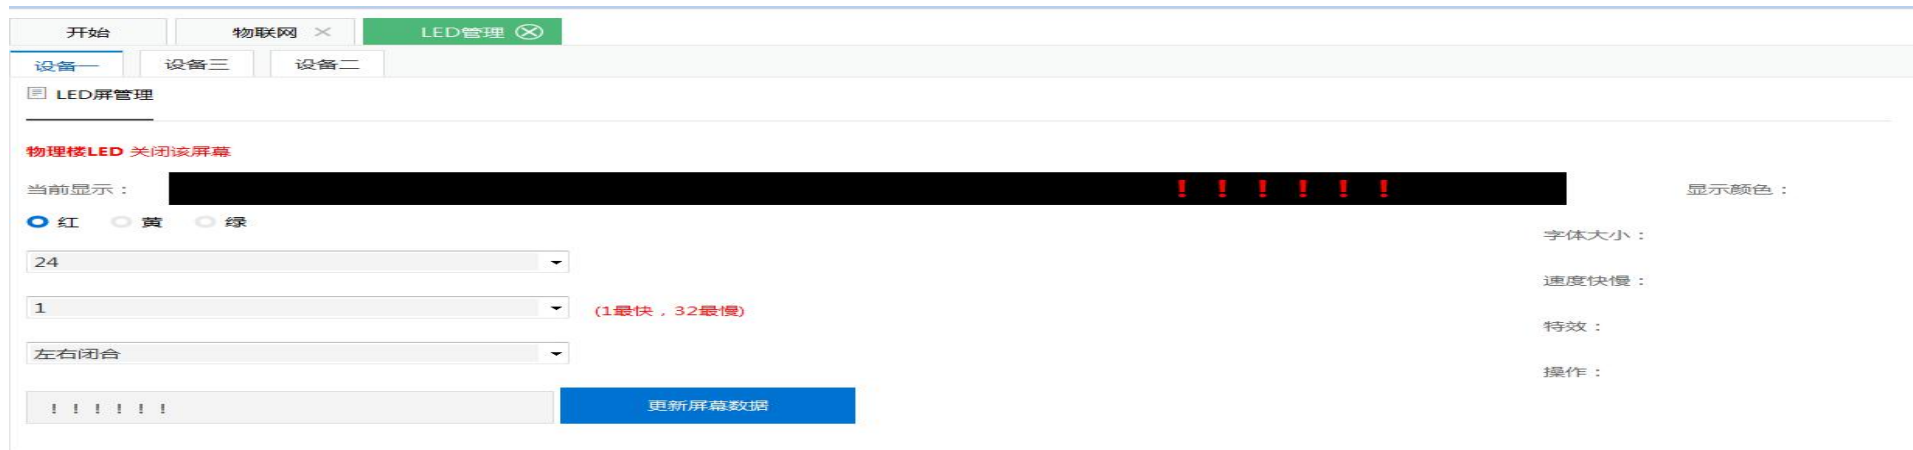 开始 物联网 LED管理
设备一 设备三 设备二
LED屏管理
物理楼LED 关闭该屏幕
当前显示： ！！！！！！ 显示颜色：
红 黄 绿
字体大小：
24
速度快慢：
1 (1最快，32最慢)
特效：
左右闭合
操作：
！！！！！！ 更新屏幕数据